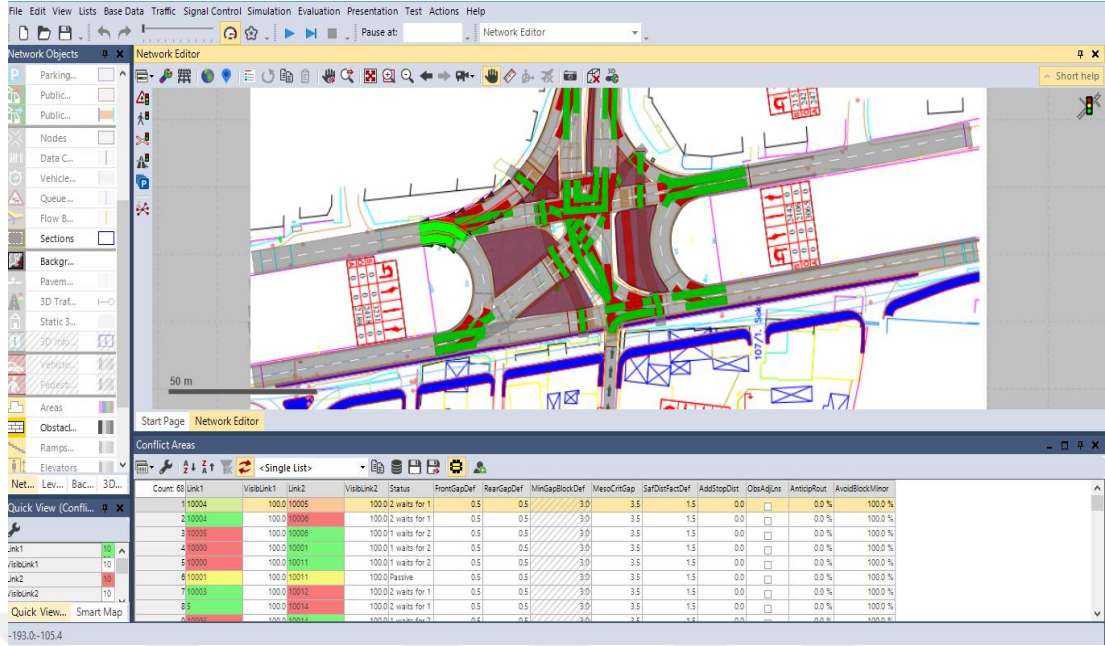 File Edit View Lists Base Data Traffic Signal Control Simulation Evaluation Presentation Test Actions Help
Pause at: Network Editor
Network Objects
Parking...
Public...
Public...
Nodes
Data C...
Vehicle...
Queue...
Flow B...
Sections
Backgr...
Pavem...
3D Traf...
Static 3...
Areas
Obstacl...
Ramps...
Elevators
Net... Lev... Bac... 3D...
Quick View (Confli...
VisibLink1 10
Quick View... Smart Map
-193.0:-105.4
Network Editor
Short help
107/1. Sok
50 m
Start Page Network Editor
Conflict Areas
<Single List>
Count: 68 Link1 VisibLink1 Link2 VisibLink2 Status FrontGapDef RearGapDef MinGapBlockDef MesoCritGap SafDistFactDef AddStopDist ObsAdjLns AnticipRout AvoidBlockMinor
1 10004 100.0 10005 100.0 2 waits for 1 0.5 0.5 3.0 3.5 1.5 0.0 0.0 % 100.0 %
2 10004 100.0 10006 100.0 2 waits for 1 0.5 0.5 3.0 3.5 1.5 0.0 0.0 % 100.0 %
3 10005 100.0 10006 100.0 1 waits for 2 0.5 0.5 3.0 3.5 1.5 0.0 0.0 % 100.0 %
4 10000 100.0 10001 100.0 1 waits for 2 0.5 0.5 3.0 3.5 1.5 0.0 0.0 % 100.0 %
5 10000 100.0 10011 100.0 1 waits for 2 0.5 0.5 3.0 3.5 1.5 0.0 0.0 % 100.0 %
6 10001 100.0 10011 100.0 Passive 0.5 0.5 3.0 3.5 1.5 0.0 0.0 % 100.0 %
7 10003 100.0 10012 100.0 2 waits for 1 0.5 0.5 3.0 3.5 1.5 0.0 0.0 % 100.0 %
8 5 100.0 10014 100.0 2 waits for 1 0.5 0.5 3.0 3.5 1.5 0.0 0.0 % 100.0 %